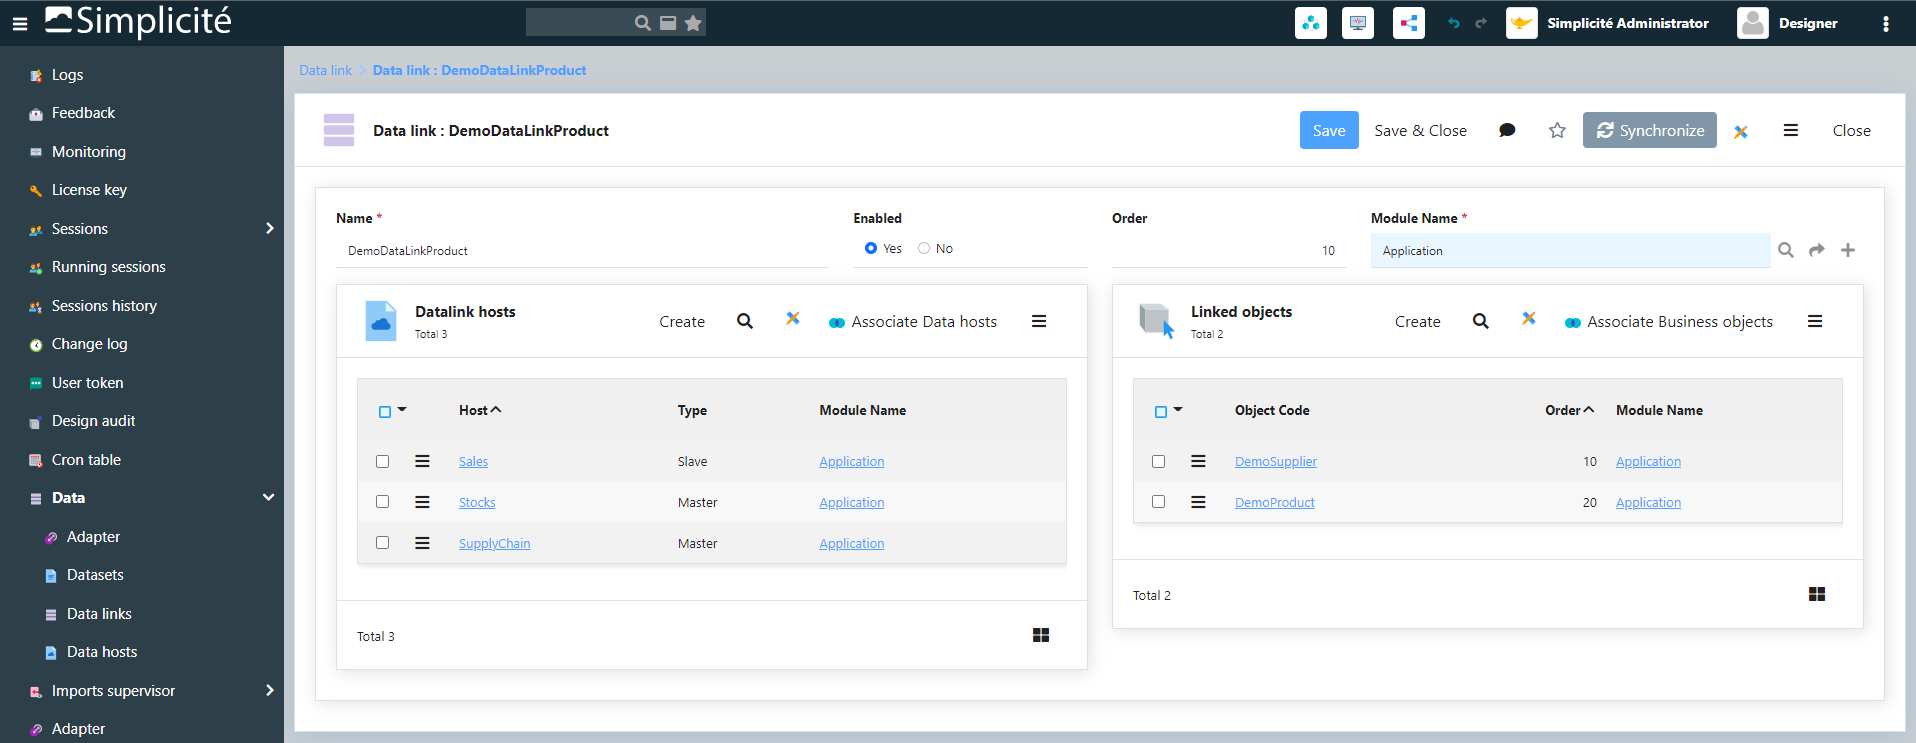 Simplicité
Simplicité Administrator
Designer
Logs
Feedback
Monitoring
License key
Sessions
Running sessions
Sessions history
Change log
User token
Design audit
Cron table
Data
Adapter
Datasets
Data links
Data hosts
Imports supervisor
Adapter
Data link > Data link : DemoDataLinkProduct
Data link : DemoDataLinkProduct
Save
Save & Close
Synchronize
Close
Name *
Enabled
Order
Module Name *
DemoDataLinkProduct
Yes
No
10
Application
Datalink hosts
Total 3
Create
Associate Data hosts
Host
Type
Module Name
Sales Slave Application
Stocks Master Application
SupplyChain Master Application
Total 3
Linked objects
Total 2
Create
Associate Business objects
Object Code
Order
Module Name
DemoSupplier 10 Application
DemoProduct 20 Application
Total 2